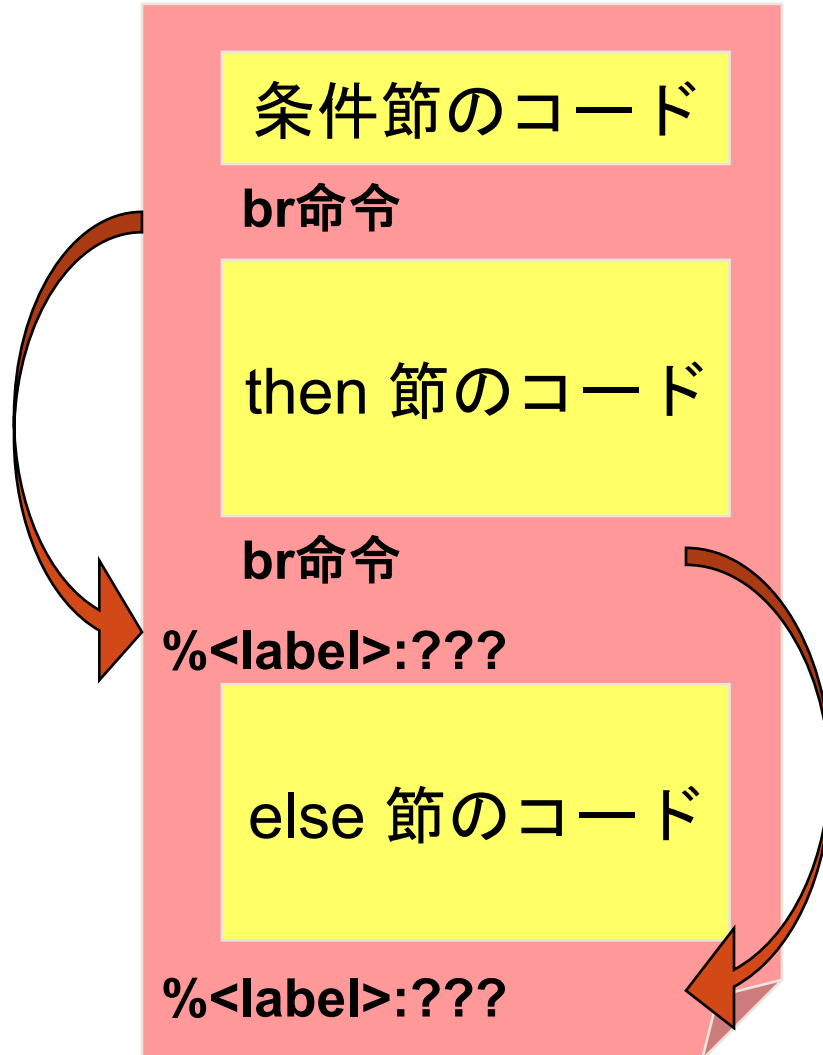 条件節のコード
br命令
then 節のコード
br命令
%<label>:???
else 節のコード
%<label>:???